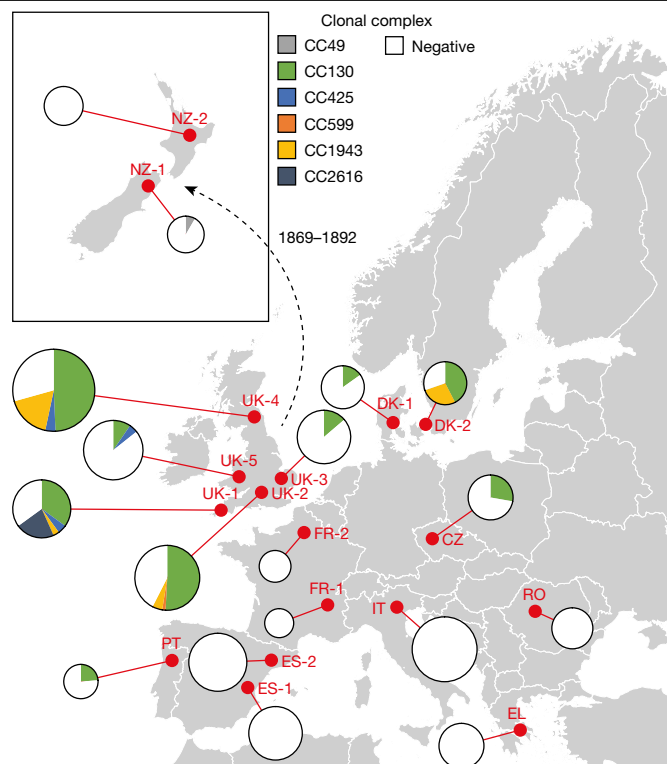 Clonal complex
CC49
Negative
CC130
CC425
CC599
CC1943
CC2616
NZ-2
NZ-1
1869–1892
UK-4
DK-1
DK-2
UK-5
UK-3
UK-1
UK-2
FR-2
CZ
FR-1
IT
RO
PT
ES-2
ES-1
EL